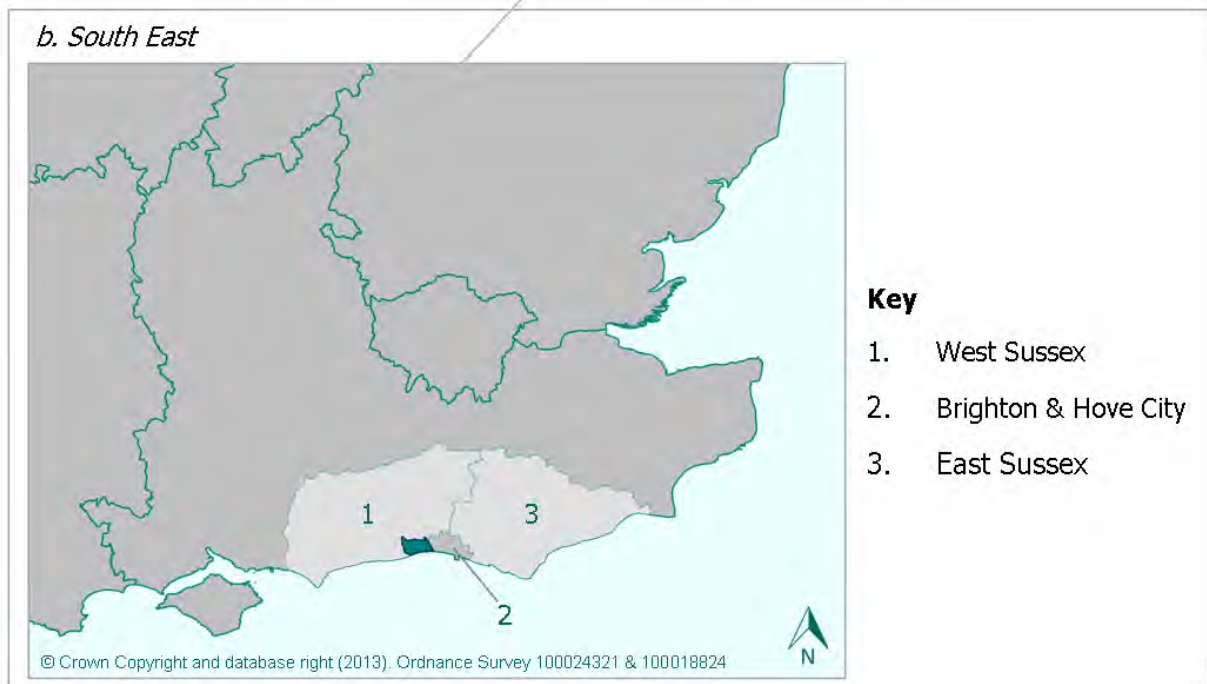 b. South East
1
3
2
N
© Crown Copyright and database right (2013). Ordnance Survey 100024321 & 100018824
Key
1. West Sussex
2. Brighton & Hove City
3. East Sussex